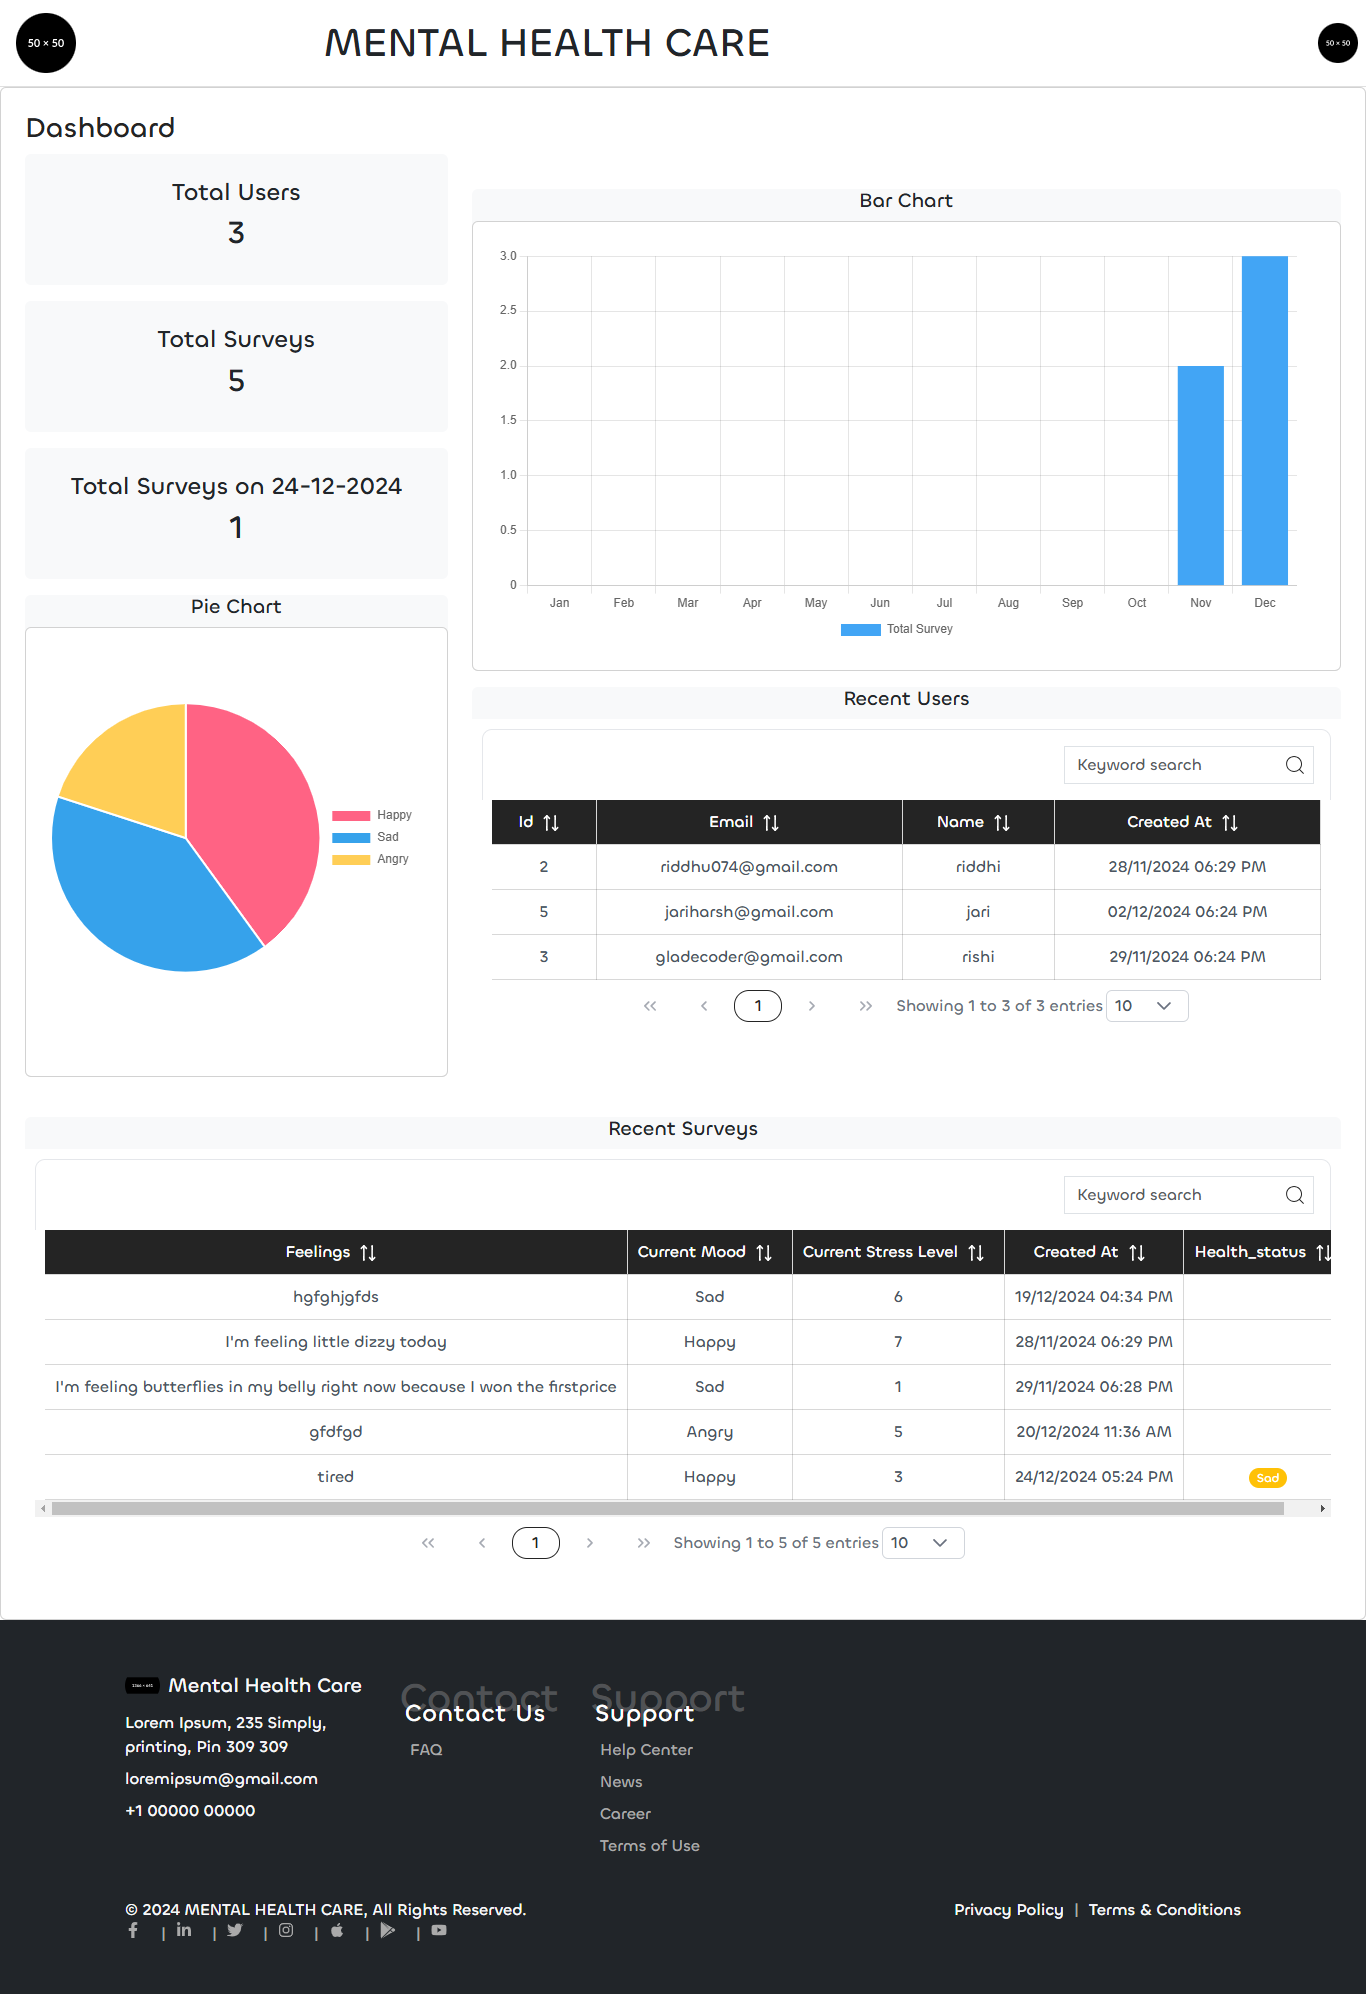 50 × 50
MENTAL HEALTH CARE
50 × 50
Dashboard
Total Users
3
Total Surveys
5
Total Surveys on 24-12-2024
1
Pie Chart
Happy
Sad
Angry
Bar Chart
3.0
2.5
2.0
1.5
1.0
0.5
0
Jan Feb Mar Apr May Jun Jul Aug Sep Oct Nov Dec
Total Survey
Recent Users
Keyword search
Id Email Name Created At
2 riddhu074@gmail.com riddhi 28/11/2024 06:29 PM
5 jariharsh@gmail.com jari 02/12/2024 06:24 PM
3 gladecoder@gmail.com rishi 29/11/2024 06:24 PM
« ‹ 1 › » Showing 1 to 3 of 3 entries 10
Recent Surveys
Keyword search
Feelings Current Mood Current Stress Level Created At Health_status
hgfghjgfds Sad 6 19/12/2024 04:34 PM
I'm feeling little dizzy today Happy 7 28/11/2024 06:29 PM
I'm feeling butterflies in my belly right now because I won the firstprice Sad 1 29/11/2024 06:28 PM
gfdfgd Angry 5 20/12/2024 11:36 AM
tired Happy 3 24/12/2024 05:24 PM Sad
« ‹ 1 › » Showing 1 to 5 of 5 entries 10
Mental Health Care
Lorem Ipsum, 235 Simply,
printing, Pin 309 309
loremipsum@gmail.com
+1 00000 00000
Contact
Contact Us
FAQ
Support
Support
Help Center
News
Career
Terms of Use
© 2024 MENTAL HEALTH CARE, All Rights Reserved.
| | | | | |
Privacy Policy | Terms & Conditions